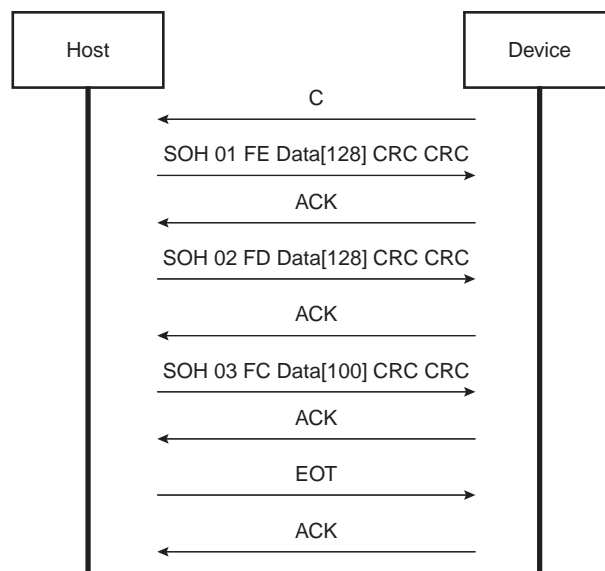 Host
Device
C
SOH 01 FE Data[128] CRC CRC
ACK
SOH 02 FD Data[128] CRC CRC
ACK
SOH 03 FC Data[100] CRC CRC
ACK
EOT
ACK